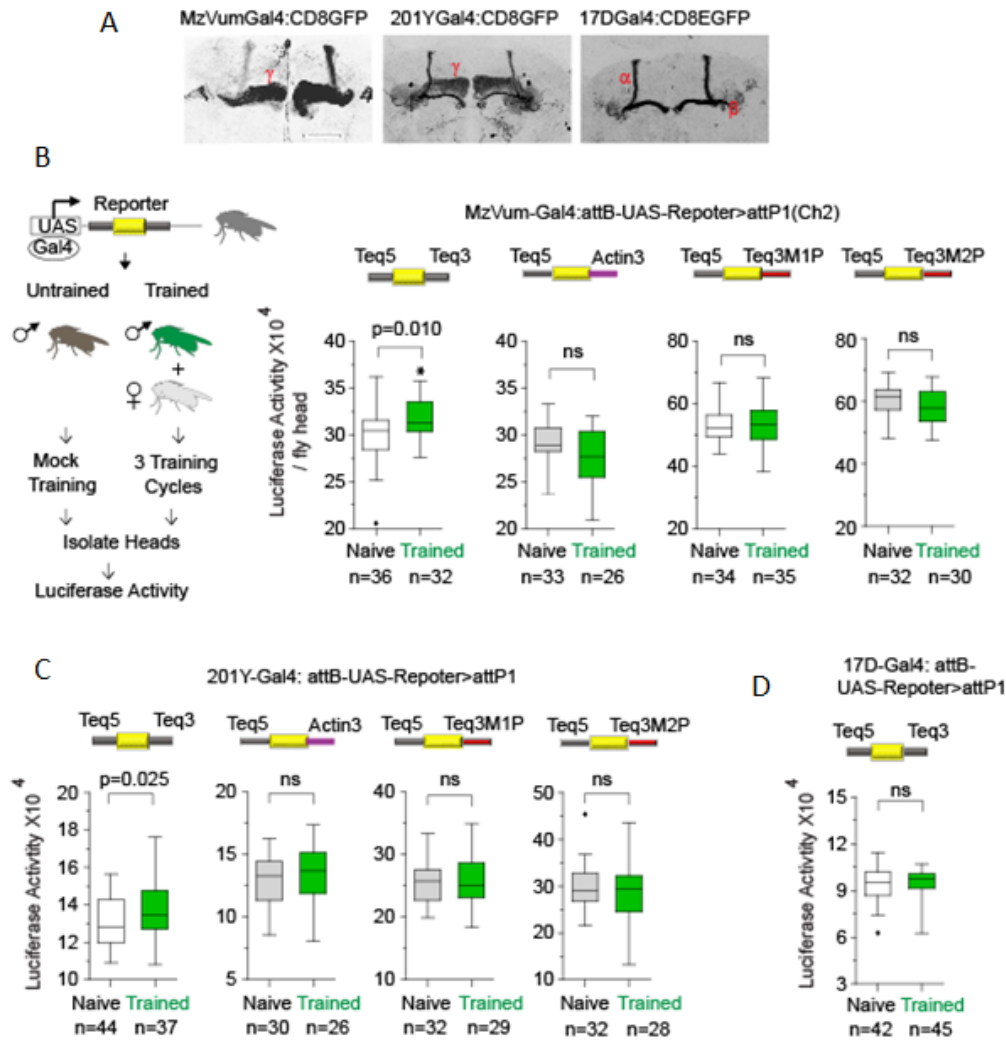 A
MzVumGal4:CD8GFP 201YGal4:CD8GFP 17DGal4:CD8EGFP
γ γ α β
B
Reporter
UAS
Gal4
Untrained Trained
♂ ♂
+
♀
Mock Training
3 Training Cycles
Isolate Heads
Luciferase Activity
MzVum-Gal4:attB-UAS-Repoter>attP1(Ch2)
Teq5 Teq3 Teq5 Actin3 Teq5 Teq3M1P Teq5 Teq3M2P
Luciferase Activtity X10 4
/ fly head
p=0.010 ns ns ns
*
40 40 80 80
35 35
30 30 60 60
25 25 40 40
20 20 20 20
Naive Trained Naive Trained Naive Trained Naive Trained
n=36 n=32 n=33 n=26 n=34 n=35 n=32 n=30
C
201Y-Gal4: attB-UAS-Repoter>attP1
Teq5 Teq3 Teq5 Actin3 Teq5 Teq3M1P Teq5 Teq3M2P
Luciferase Activtity X10 4
p=0.025 ns ns ns
20 20 40 50
18
16 15 30 40
14 30
12 10 20 20
10 5 10 10
Naive Trained Naive Trained Naive Trained Naive Trained
n=44 n=37 n=30 n=26 n=32 n=29 n=32 n=28
D
17D-Gal4: attB-
UAS-Repoter>attP1
Teq5 Teq3
Luciferase Activtity X10 4
ns
15
12
9
6
3
Naive Trained
n=42 n=45